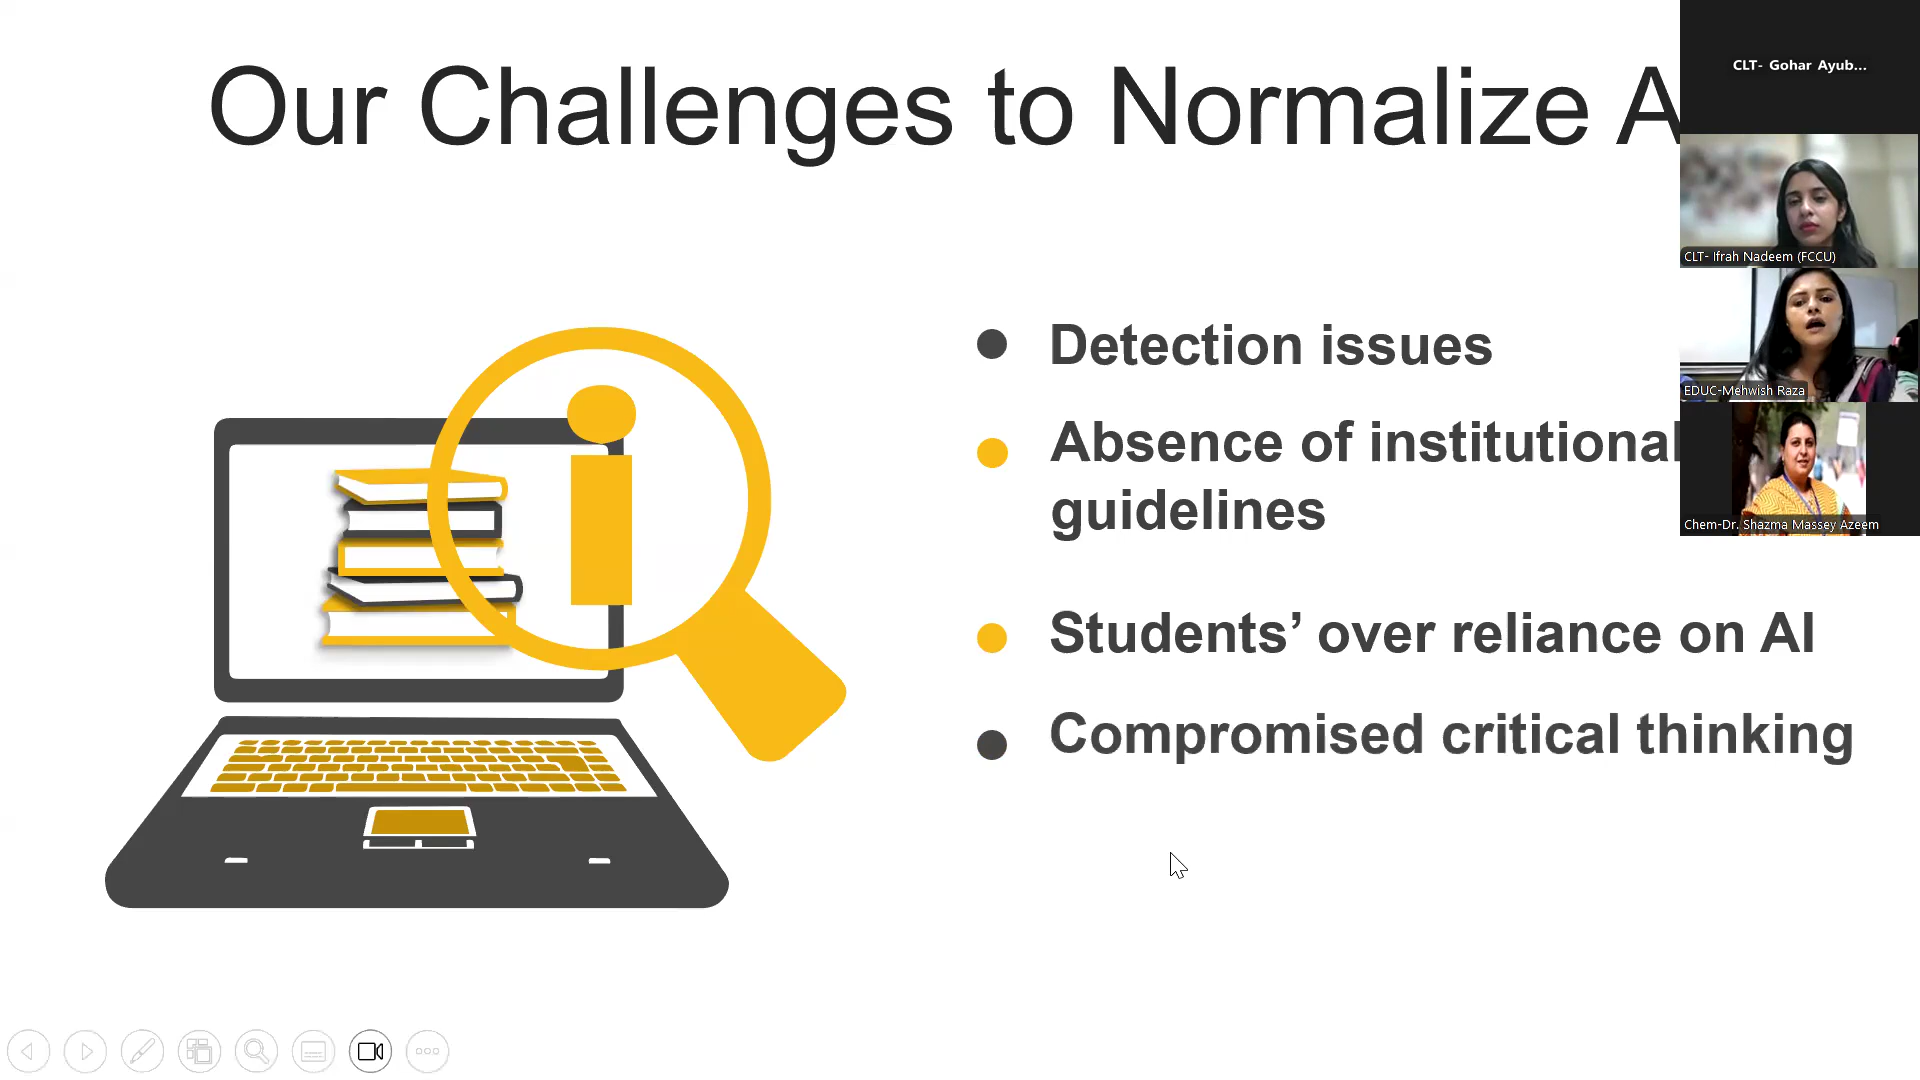 Our Challenges to Normalize A
Detection issues
Absence of institutional
guidelines
Students’ over reliance on AI
Compromised critical thinking
CLT- Gohar Ayub...
CLT- Ifrah Nadeem (FCCU)
EDUC-Mehwish Raza
Chem-Dr. Shazma Massey Azeem